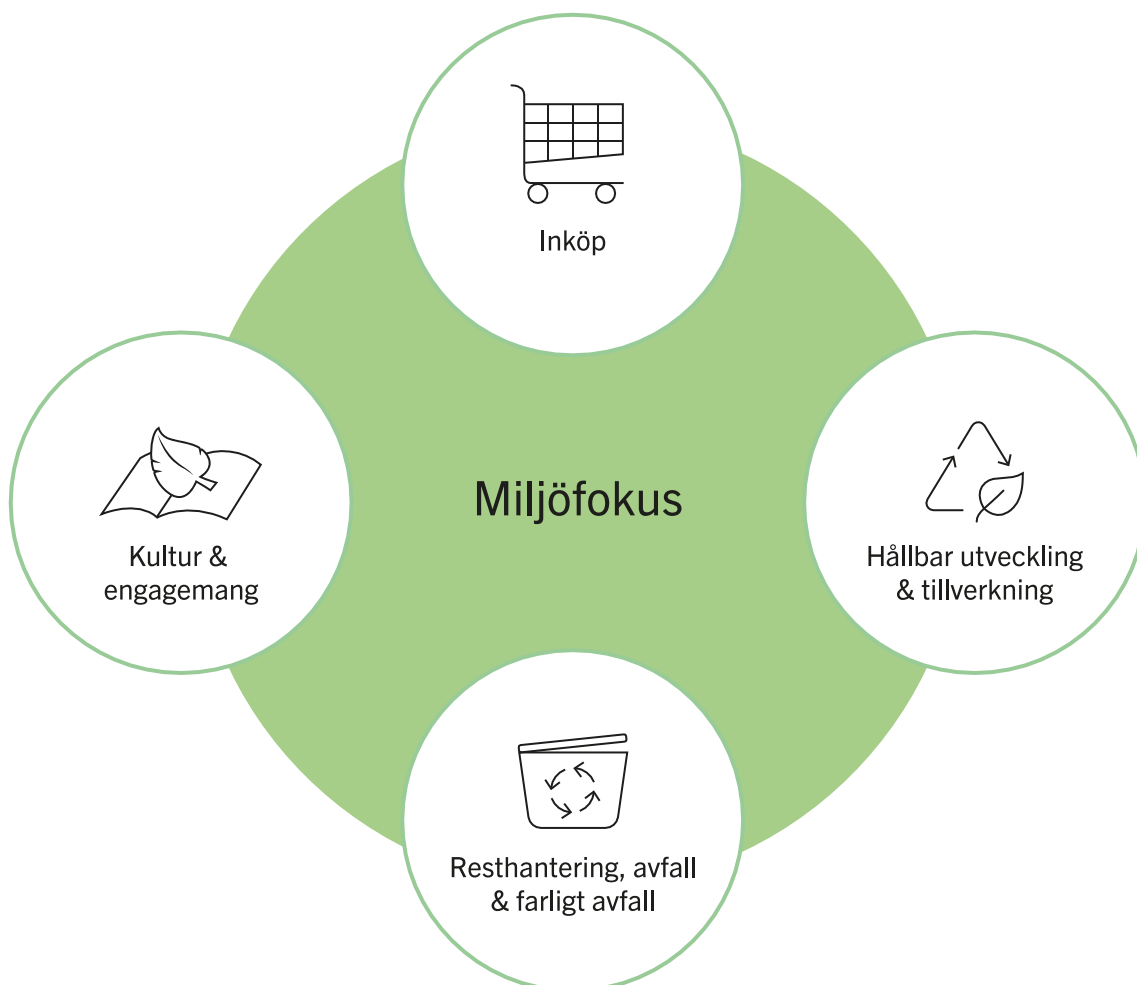 Inköp
Miljöfokus
Kultur &
engagemang
Hållbar utveckling
& tillverkning
Resthantering, avfall
& farligt avfall